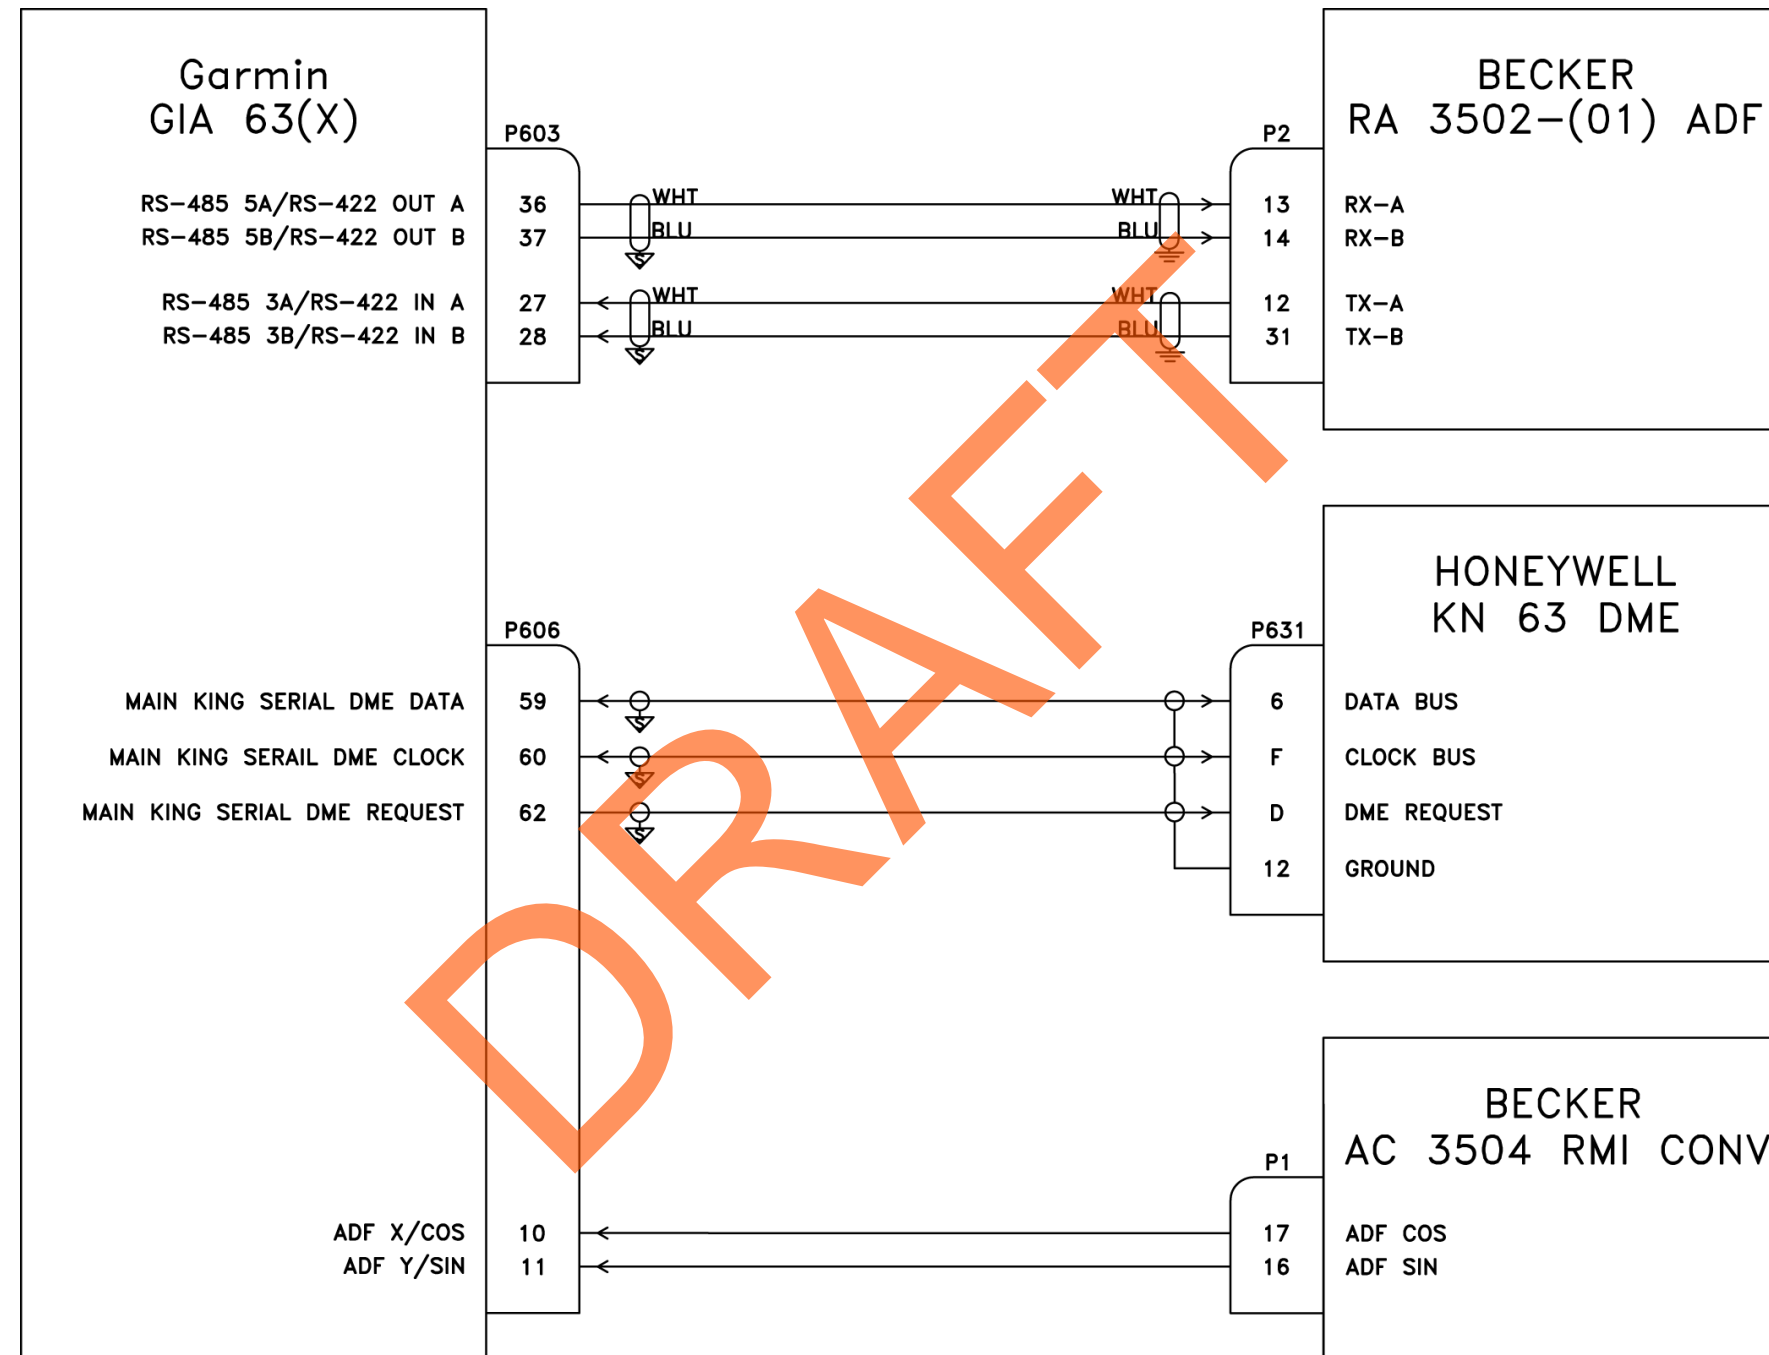 Garmin
GIA 63(X)
BECKER
RA 3502-(01) ADF
P603
P2
RS-485 5A/RS-422 OUT A 36 WHT WHT 13 RX-A
RS-485 5B/RS-422 OUT B 37 BLU BLU 14 RX-B
S
RS-485 3A/RS-422 IN A 27 WHT WHT 12 TX-A
RS-485 3B/RS-422 IN B 28 BLU BLU 31 TX-B
S
HONEYWELL
KN 63 DME
P606
P631
MAIN KING SERIAL DME DATA 59 6 DATA BUS
S
MAIN KING SERAIL DME CLOCK 60 F CLOCK BUS
S
MAIN KING SERIAL DME REQUEST 62 D DME REQUEST
S
12 GROUND
BECKER
AC 3504 RMI CONV
P1
ADF X/COS 10 17 ADF COS
ADF Y/SIN 11 16 ADF SIN
DRAFT